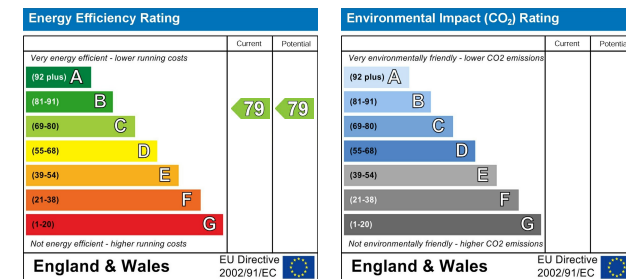 Energy Efficiency Rating
Current Potential
Very energy efficient - lower running costs
(92 plus) A
(81-91) B
(69-80) C
(55-68) D
(39-54) E
(21-38) F
(1-20) G
79 79
Not energy efficient - higher running costs
England & Wales
EU Directive
2002/91/EC
Environmental Impact (CO₂) Rating
Current Potential
Very environmentally friendly - lower CO2 emissions
(92 plus) A
(81-91) B
(69-80) C
(55-68) D
(39-54) E
(21-38) F
(1-20) G
Not environmentally friendly - higher CO2 emissions
England & Wales
EU Directive
2002/91/EC